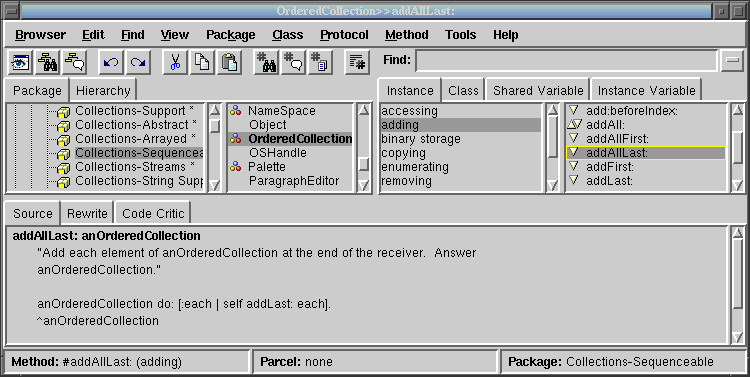 OrderedCollection>>addAllLast:
Browser Edit Find View Package Class Protocol Method Tools Help
Find:
Package Hierarchy
Instance Class Shared Variable Instance Variable
Collections-Support *
Collections-Abstract *
Collections-Arrayed *
Collections-Sequencea
Collections-Streams *
Collections-String Supp
NameSpace
Object
OrderedCollection
OSHandle
Palette
ParagraphEditor
accessing
adding
binary storage
copying
enumerating
removing
add:beforeIndex:
addAll:
addAllFirst:
addAllLast:
addFirst:
addLast:
Source Rewrite Code Critic
addAllLast: anOrderedCollection
"Add each element of anOrderedCollection at the end of the receiver. Answer
anOrderedCollection."
anOrderedCollection do: [:each | self addLast: each].
^anOrderedCollection
Method: #addAllLast: (adding)
Parcel: none
Package: Collections-Sequenceable